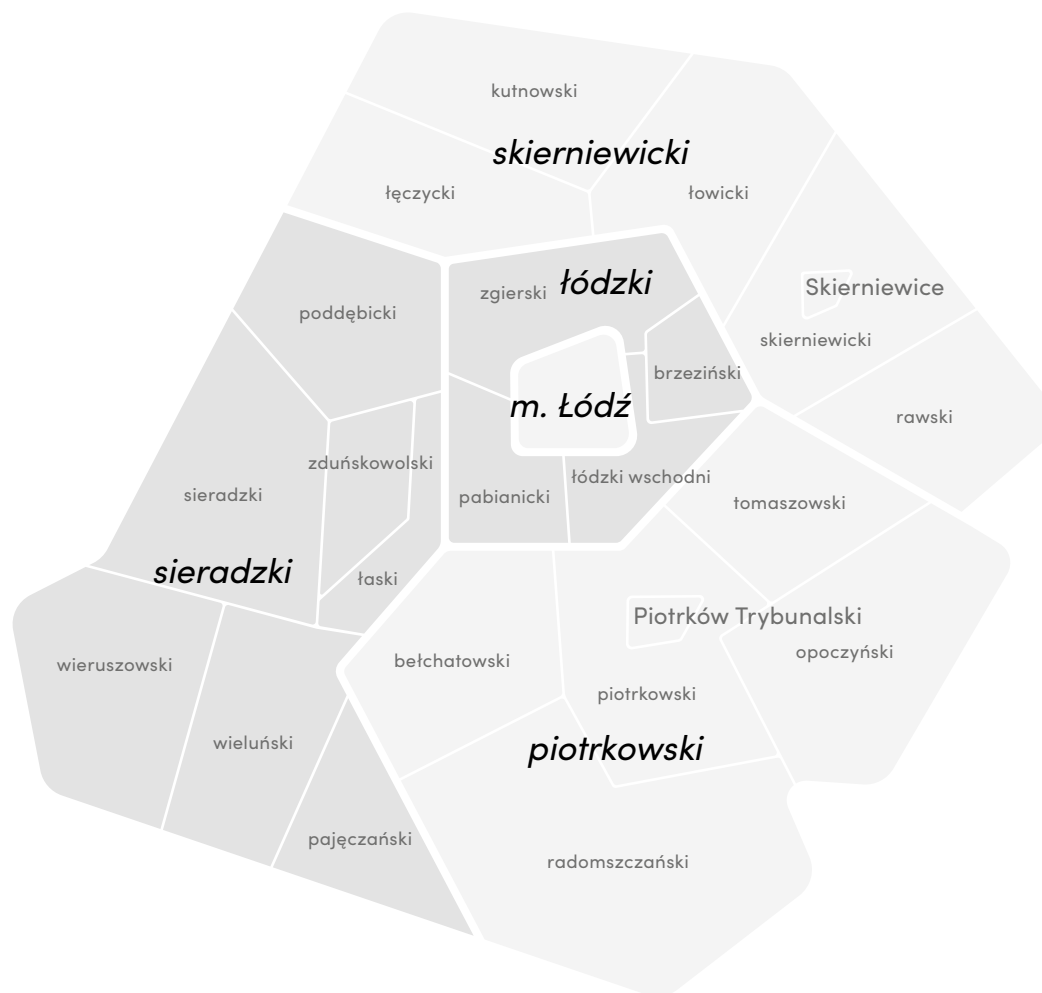 kutnowski
skierniewicki
łęczycki
łowicki
łódzki
zgierski
Skierniewice
poddębicki
skierniewicki
brzeziński
m. Łódź
rawski
zduńskowolski
łódzki wschodni
sieradzki
pabianicki
tomaszowski
sieradzki
łaski
Piotrków Trybunalski
opoczyński
wieruszowski
bełchatowski
piotrkowski
wieluński
piotrkowski
pajęczański
radomszczański